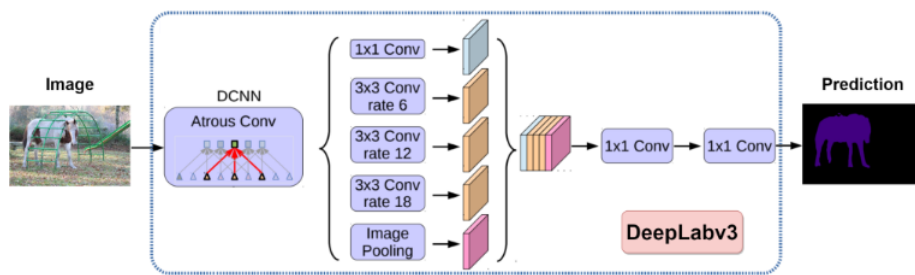 Image
DCNN
Atrous Conv
1x1 Conv
3x3 Conv
rate 6
3x3 Conv
rate 12
3x3 Conv
rate 18
Image
Pooling
1x1 Conv
1x1 Conv
DeepLabv3
Prediction